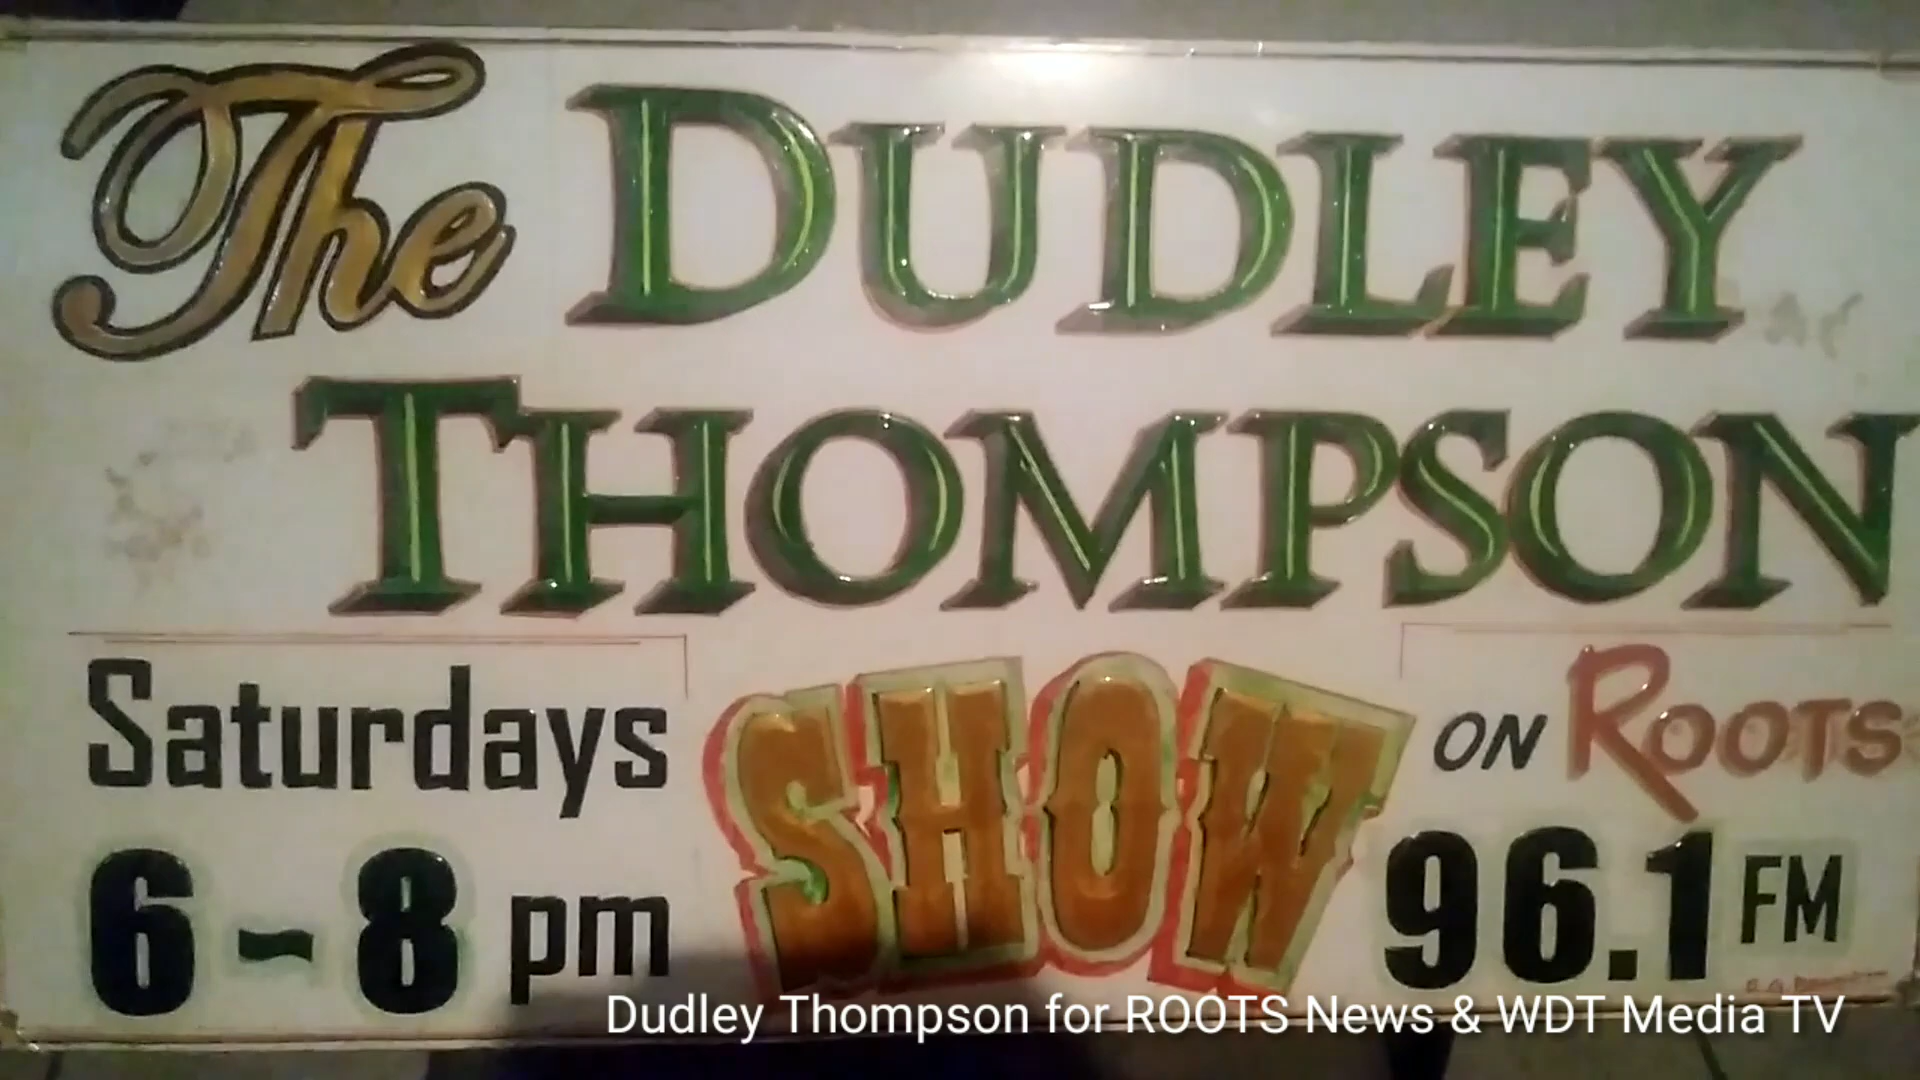 The DUDLEY
THOMPSON
Saturdays
6~8 pm
SHOW
ON ROOTS
96.1 FM
Dudley Thompson for ROOTS News & WDT Media TV